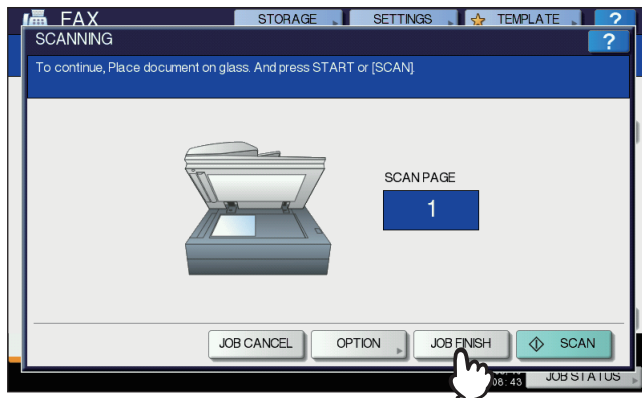 FAX
STORAGE
SETTINGS
TEMPLATE
?
SCANNING
?
To continue, Place document on glass. And press START or [SCAN].
SCAN PAGE
1
JOB CANCEL
OPTION
JOB FINISH
SCAN
08:43
JOB STATUS